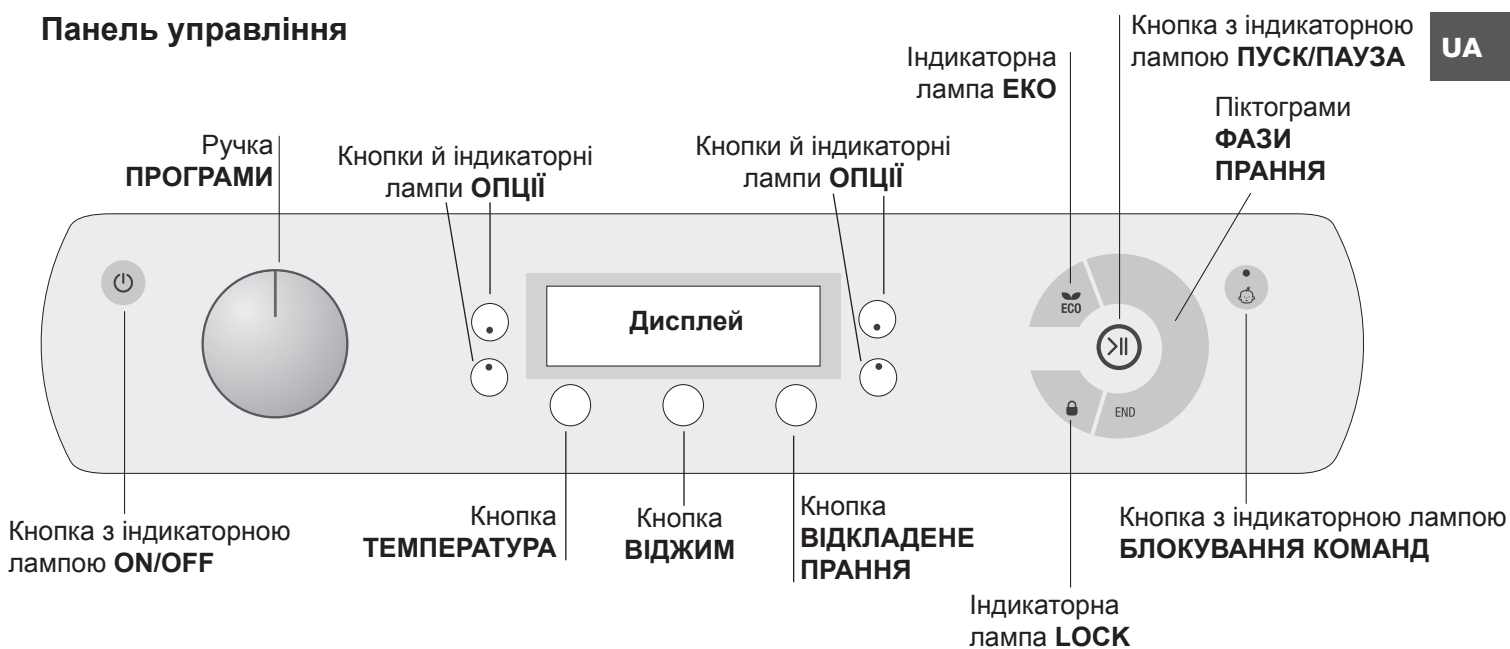 Панель управління
UA
Кнопка з індикаторною
лампою ПУСК/ПАУЗА
Індикаторна
лампа ЕКО
Піктограми
ФАЗИ
ПРАННЯ
Ручка
ПРОГРАМИ
Кнопки й індикаторні
лампи ОПЦІЇ
Кнопки й індикаторні
лампи ОПЦІЇ
Дисплей
ECO
END
Кнопка з індикаторною
лампою ON/OFF
Кнопка
ТЕМПЕРАТУРА
Кнопка
ВІДЖИМ
Кнопка
ВІДКЛАДЕНЕ
ПРАННЯ
Кнопка з індикаторною лампою
БЛОКУВАННЯ КОМАНД
Індикаторна
лампа LOCK